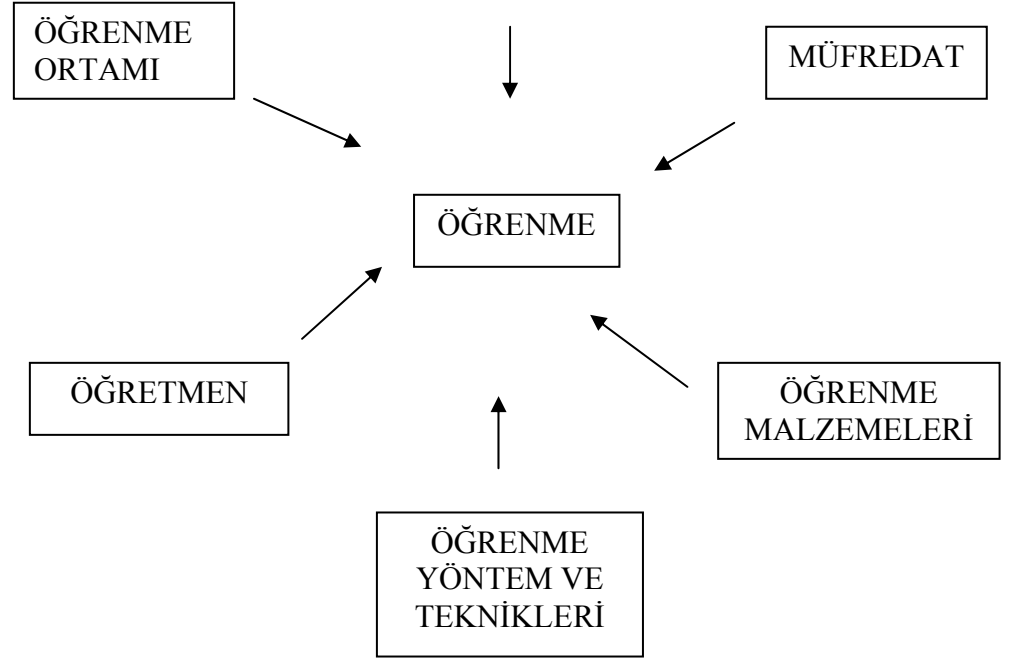 ÖĞRENME
ORTAMI
MÜFREDAT
ÖĞRENME
ÖĞRETMEN
ÖĞRENME
MALZEMELERİ
ÖĞRENME
YÖNTEM VE
TEKNİKLERİ